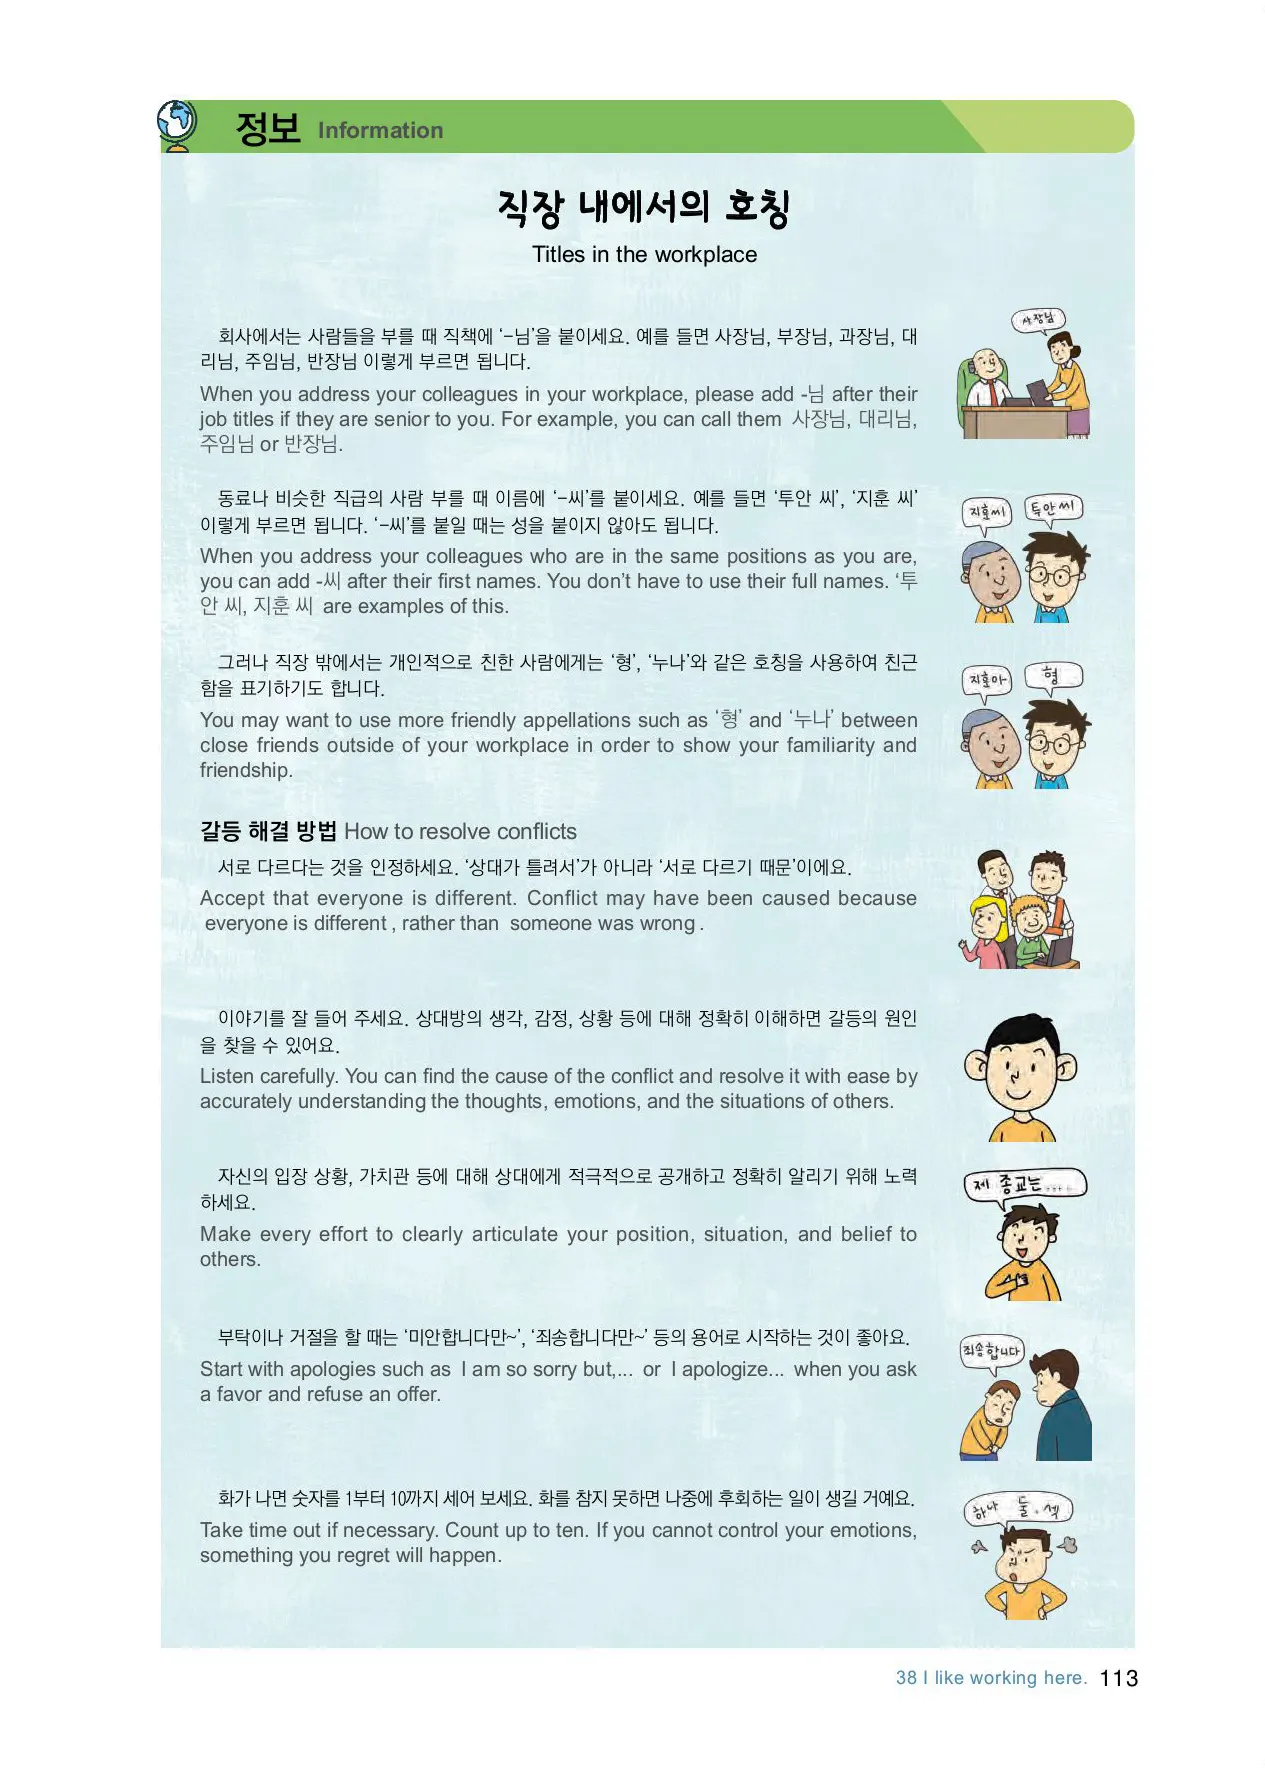 정보 Information
직장 내에서의 호칭
Titles in the workplace
회사에서는 사람들을 부를 때 직책에 ‘-님’을 붙이세요. 예를 들면 사장님, 부장님, 과장님, 대
리님, 주임님, 반장님 이렇게 부르면 됩니다.
When you address your colleagues in your workplace, please add -님 after their
job titles if they are senior to you. For example, you can call them 사장님, 대리님,
주임님 or 반장님.
사장님
동료나 비슷한 직급의 사람 부를 때 이름에 ‘-씨’를 붙이세요. 예를 들면 ‘투안 씨’, ‘지훈 씨’
이렇게 부르면 됩니다. ‘-씨’를 붙일 때는 성을 붙이지 않아도 됩니다.
When you address your colleagues who are in the same positions as you are,
you can add -씨 after their first names. You don’t have to use their full names. ‘투
안 씨, 지훈 씨 are examples of this.
지훈씨
투안 씨
그러나 직장 밖에서는 개인적으로 친한 사람에게는 ‘형’, ‘누나’와 같은 호칭을 사용하여 친근
함을 표기하기도 합니다.
You may want to use more friendly appellations such as ‘형’ and ‘누나’ between
close friends outside of your workplace in order to show your familiarity and
friendship.
지훈아
형
갈등 해결 방법 How to resolve conflicts
서로 다르다는 것을 인정하세요. ‘상대가 틀려서’가 아니라 ‘서로 다르기 때문’이에요.
Accept that everyone is different. Conflict may have been caused because
everyone is different , rather than someone was wrong .
이야기를 잘 들어 주세요. 상대방의 생각, 감정, 상황 등에 대해 정확히 이해하면 갈등의 원인
을 찾을 수 있어요.
Listen carefully. You can find the cause of the conflict and resolve it with ease by
accurately understanding the thoughts, emotions, and the situations of others.
자신의 입장 상황, 가치관 등에 대해 상대에게 적극적으로 공개하고 정확히 알리기 위해 노력
하세요.
Make every effort to clearly articulate your position, situation, and belief to
others.
제 종교는.....
부탁이나 거절을 할 때는 ‘미안합니다만~’, ‘죄송합니다만~’ 등의 용어로 시작하는 것이 좋아요.
Start with apologies such as I am so sorry but,... or I apologize... when you ask
a favor and refuse an offer.
죄송합니다
화가 나면 숫자를 1부터 10까지 세어 보세요. 화를 참지 못하면 나중에 후회하는 일이 생길 거예요.
Take time out if necessary. Count up to ten. If you cannot control your emotions,
something you regret will happen.
하나 둘. 셋
38 I like working here. 113